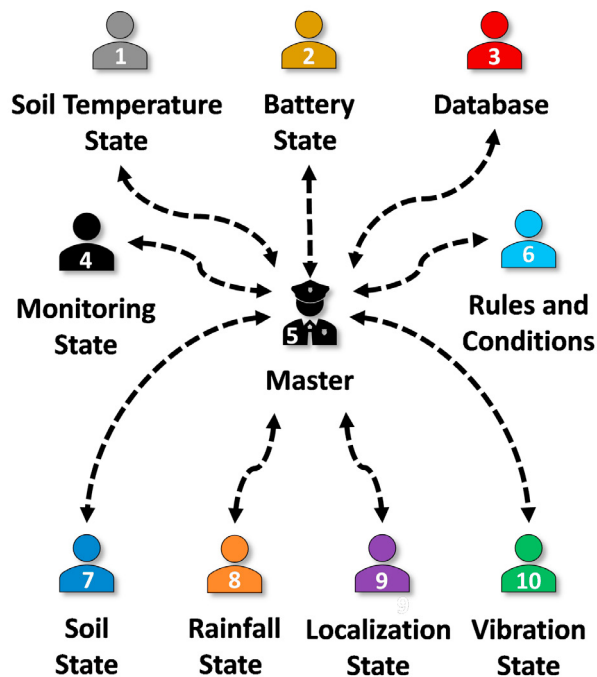 1
2
3
Soil Temperature
State
Battery
State
Database
4
6
Monitoring
State
Rules and
Conditions
5
Master
7
8
9
10
9
Soil
State
Rainfall
State
Localization
State
Vibration
State